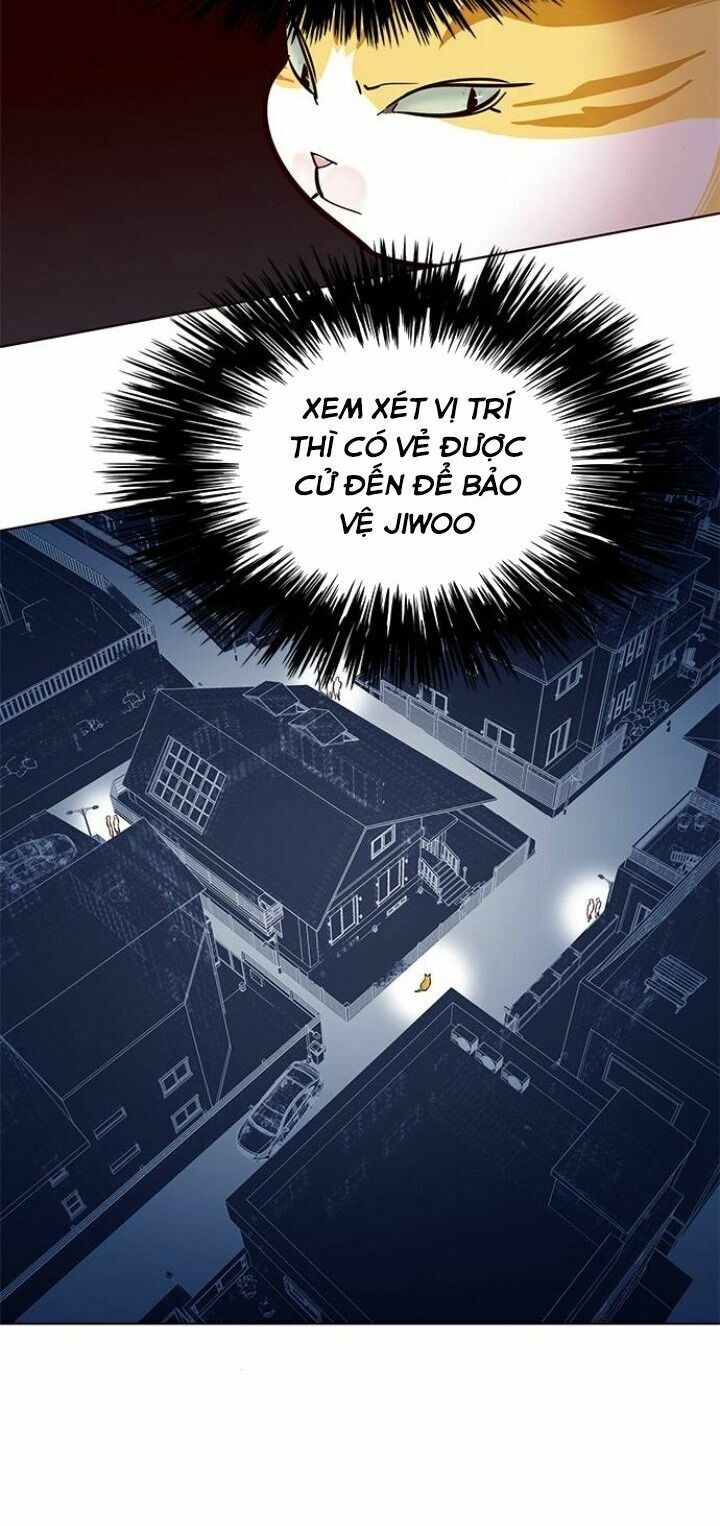 XEM XÉT VỊ TRÍ
THÌ CÓ VẺ ĐƯỢC
CỬ ĐẾN ĐỂ BẢO
VỆ JIWOO